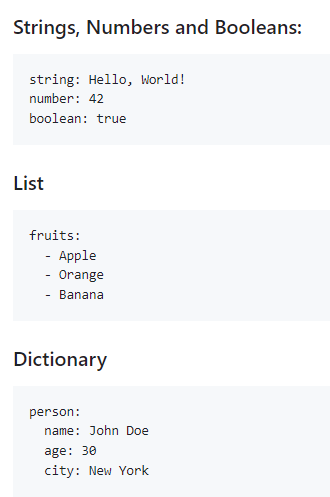 Strings, Numbers and Booleans:
string: Hello, World!
number: 42
boolean: true
List
fruits:
  - Apple
  - Orange
  - Banana
Dictionary
person:
  name: John Doe
  age: 30
  city: New York